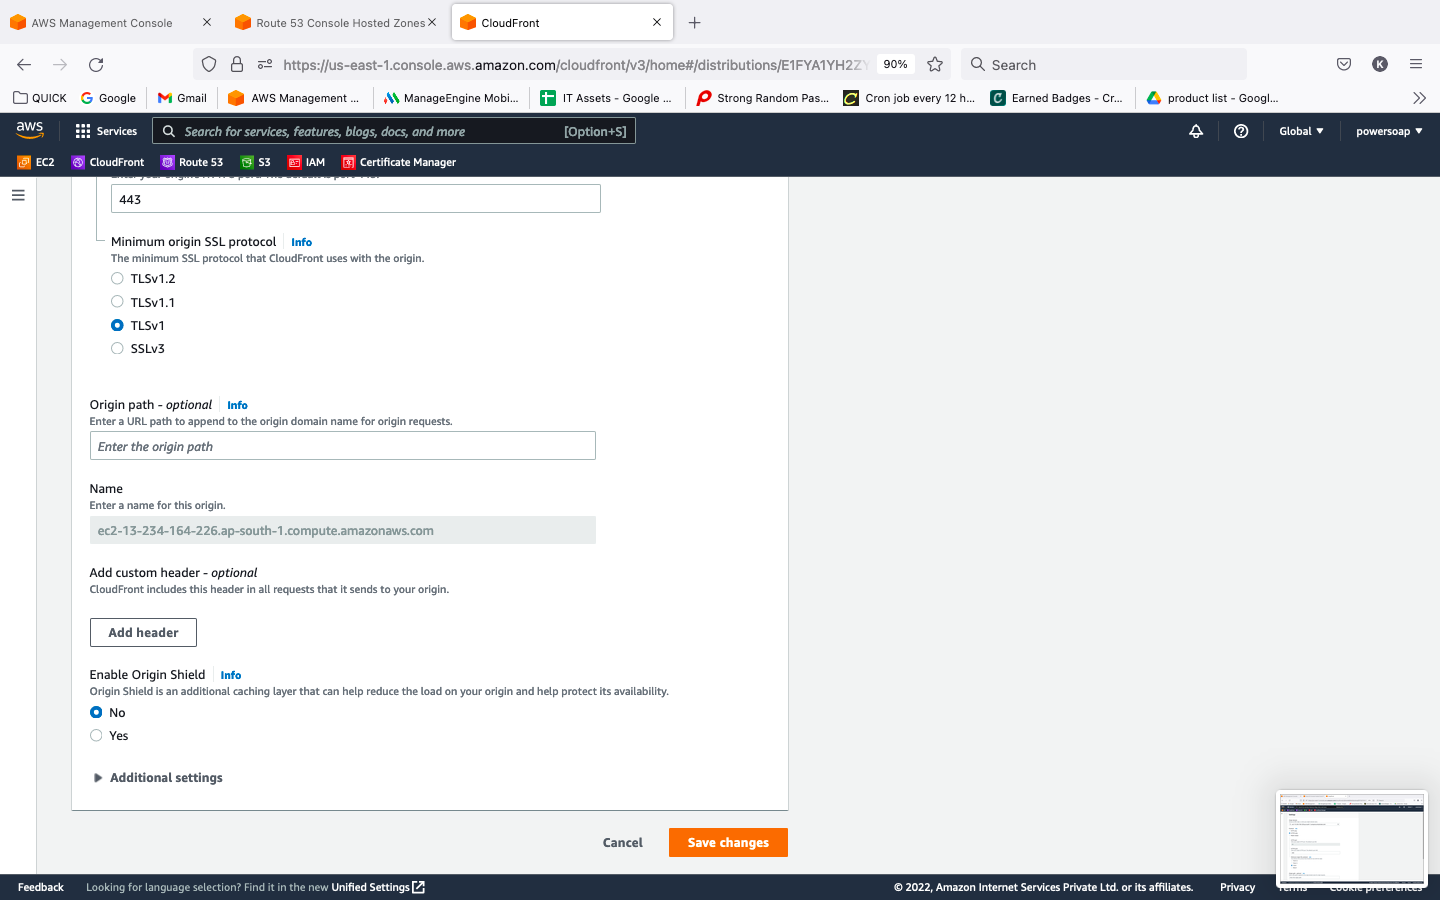 AWS Management Console
Route 53 Console Hosted Zones
CloudFront
https://us-east-1.console.aws.amazon.com/cloudfront/v3/home#/distributions/E1FYA1YH2ZY
90%
Search
QUICK
Google
Gmail
AWS Management ...
ManageEngine Mobi...
IT Assets - Google ...
Strong Random Pas...
Cron job every 12 h...
Earned Badges - Cr...
product list - Googl...
aws
Services
Search for services, features, blogs, docs, and more
[Option+S]
Global
powersoap
EC2
CloudFront
Route 53
S3
IAM
Certificate Manager
443
Minimum origin SSL protocol
Info
The minimum SSL protocol that CloudFront uses with the origin.
TLSv1.2
TLSv1.1
TLSv1
SSLv3
Origin path - optional
Info
Enter a URL path to append to the origin domain name for origin requests.
Enter the origin path
Name
Enter a name for this origin.
ec2-13-234-164-226.ap-south-1.compute.amazonaws.com
Add custom header - optional
CloudFront includes this header in all requests that it sends to your origin.
Add header
Enable Origin Shield
Info
Origin Shield is an additional caching layer that can help reduce the load on your origin and help protect its availability.
No
Yes
Additional settings
Cancel
Save changes
Feedback
Looking for language selection? Find it in the new Unified Settings
© 2022, Amazon Internet Services Private Ltd. or its affiliates.
Privacy
Terms
Cookie preferences